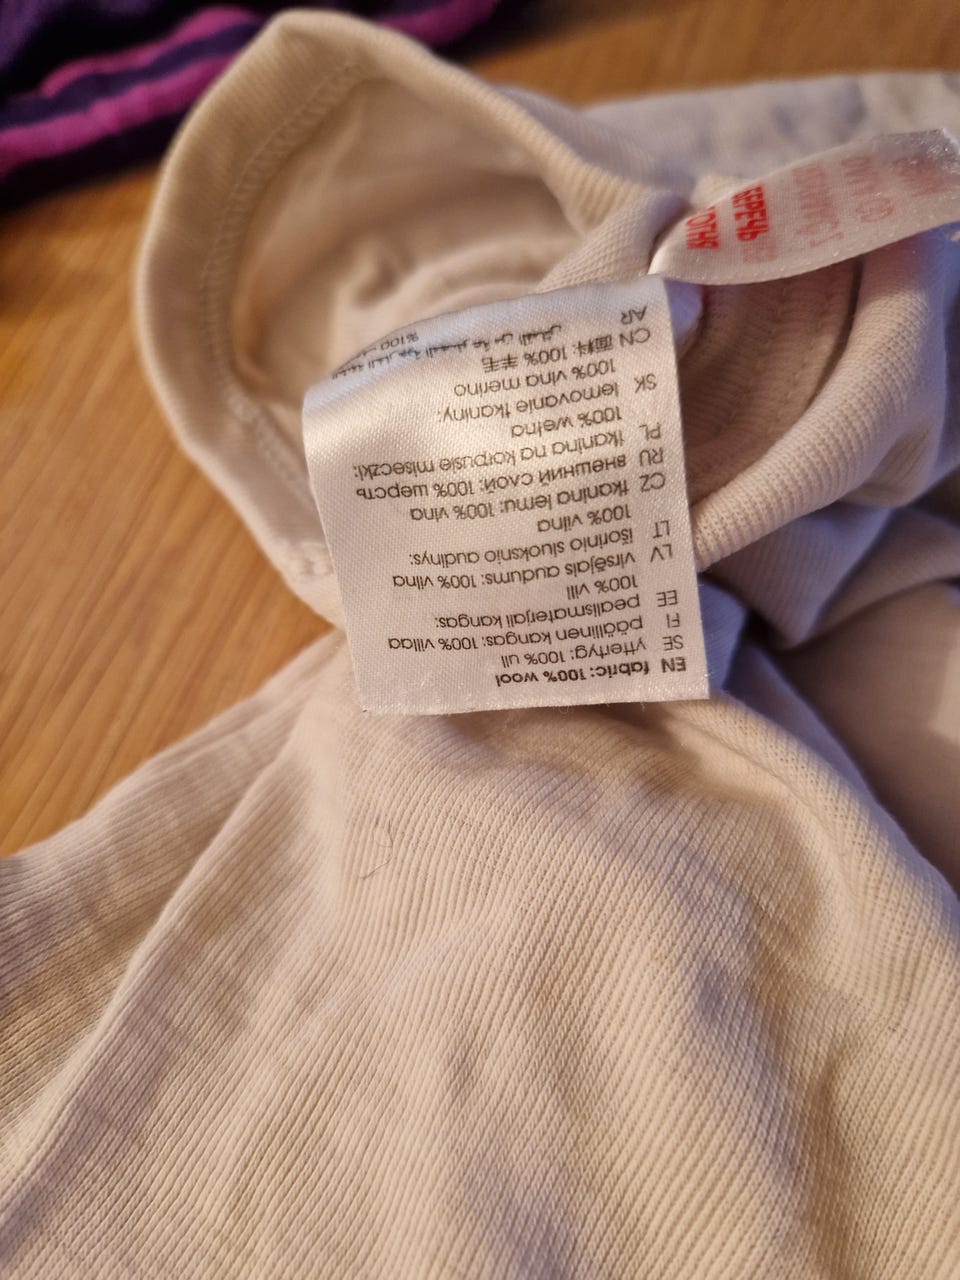 EN fabric: 100% wool
SE yttertyg: 100% ull
FI päällinen kangas: 100% villaa
EE pealismaterjali kangas:
100% vill
LV virsējais audums: 100% vilna
LT išorinio sluoksnio audinys:
100% vilna
CZ tkanina lemu: 100% vlna
RU внешний слой: 100% шерсть
PL tkanina na korpusie miseczki:
100% wełna
SK lemovanie tkaniny:
100% vlna merino
CN 面料: 100% 羊毛
AR
%100
БЕРЕЧЬ
ОГНЯ